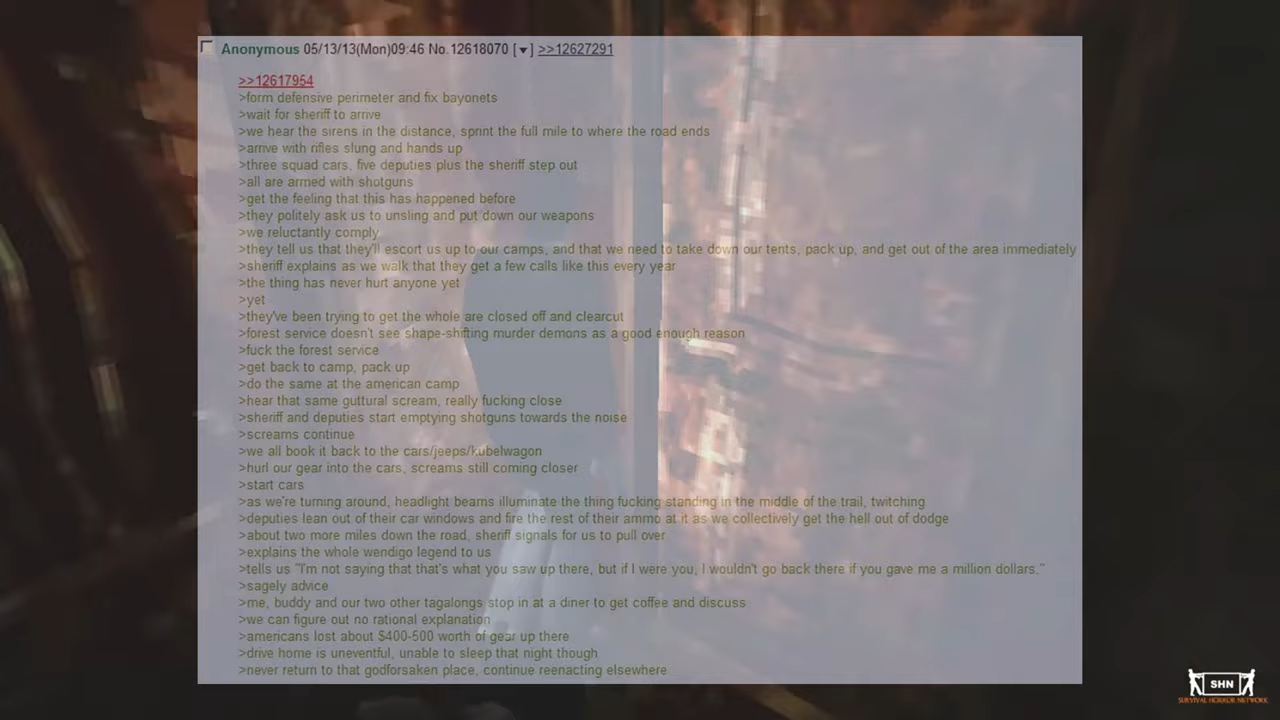 Anonymous 05/13/13(Mon)09:46 No.12618070 [▼] >>12627291
>>12617954
>form defensive perimeter and fix bayonets
>wait for sheriff to arrive
>we hear the sirens in the distance, sprint the full mile to where the road ends
>arrive with rifles slung and hands up
>three squad cars, five deputies plus the sheriff step out
>all are armed with shotguns
>get the feeling that this has happened before
>they politely ask us to unsling and put down our weapons
>we reluctantly comply
>they tell us that they'll escort us up to our camps, and that we need to take down our tents, pack up, and get out of the area immediately
>sheriff explains as we walk that they get a few calls like this every year
>the thing has never hurt anyone yet
>yet
>they've been trying to get the whole are closed off and clearcut
>forest service doesn't see shape-shifting murder demons as a good enough reason
>fuck the forest service
>get back to camp, pack up
>do the same at the american camp
>hear that same guttural scream, really fucking close
>sheriff and deputies start emptying shotguns towards the noise
>screams continue
>we all book it back to the cars/jeeps/kubelwagon
>hurl our gear into the cars, screams still coming closer
>start cars
>as we're turning around, headlight beams illuminate the thing fucking standing in the middle of the trail, twitching
>deputies lean out of their car windows and fire the rest of their ammo at it as we collectively get the hell out of dodge
>about two more miles down the road, sheriff signals for us to pull over
>explains the whole wendigo legend to us
>tells us "I'm not saying that that's what you saw up there, but if I were you, I wouldn't go back there if you gave me a million dollars."
>sagely advice
>me, buddy and our two other tagalongs stop in at a diner to get coffee and discuss
>we can figure out no rational explanation
>americans lost about $400-500 worth of gear up there
>drive home is uneventful, unable to sleep that night though
>never return to that godforsaken place, continue reenacting elsewhere
SHN
SURVIVAL HORROR NETWORK